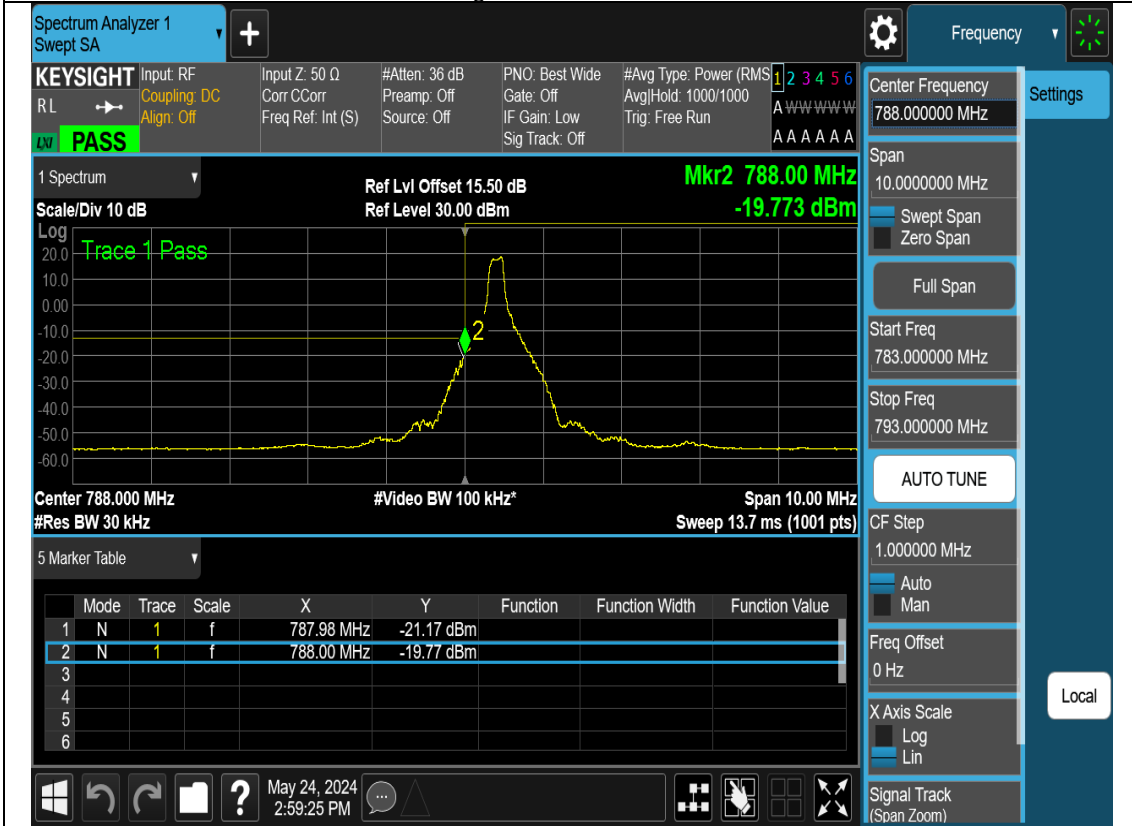 Spectrum Analyzer 1
Swept SA
+
Frequency
KEYSIGHT
RL
LXI
PASS
Input: RF
Coupling: DC
Align: Off
Input Z: 50 Ω
Corr CCorr
Freq Ref: Int (S)
#Atten: 36 dB
Preamp: Off
Source: Off
PNO: Best Wide
Gate: Off
IF Gain: Low
Sig Track: Off
#Avg Type: Power (RMS
Avg|Hold: 1000/1000
Trig: Free Run
1 2 3 4 5 6
A W W W W W
A A A A A A
1 Spectrum
Scale/Div 10 dB
Ref Lvl Offset 15.50 dB
Ref Level 30.00 dBm
Mkr2 788.00 MHz
-19.773 dBm
Log
Trace 1 Pass
20.0
10.0
0.00
-10.0
-20.0
-30.0
-40.0
-50.0
-60.0
2
Center 788.000 MHz
#Video BW 100 kHz*
Span 10.00 MHz
#Res BW 30 kHz
Sweep 13.7 ms (1001 pts)
5 Marker Table
Mode Trace Scale X Y Function Function Width Function Value
1 N 1 f 787.98 MHz -21.17 dBm
2 N 1 f 788.00 MHz -19.77 dBm
3
4
5
6
?
May 24, 2024
2:59:25 PM
Center Frequency
788.000000 MHz
Settings
Span
10.0000000 MHz
Swept Span
Zero Span
Full Span
Start Freq
783.000000 MHz
Stop Freq
793.000000 MHz
AUTO TUNE
CF Step
1.000000 MHz
Auto
Man
Freq Offset
0 Hz
Local
X Axis Scale
Log
Lin
Signal Track
(Span Zoom)